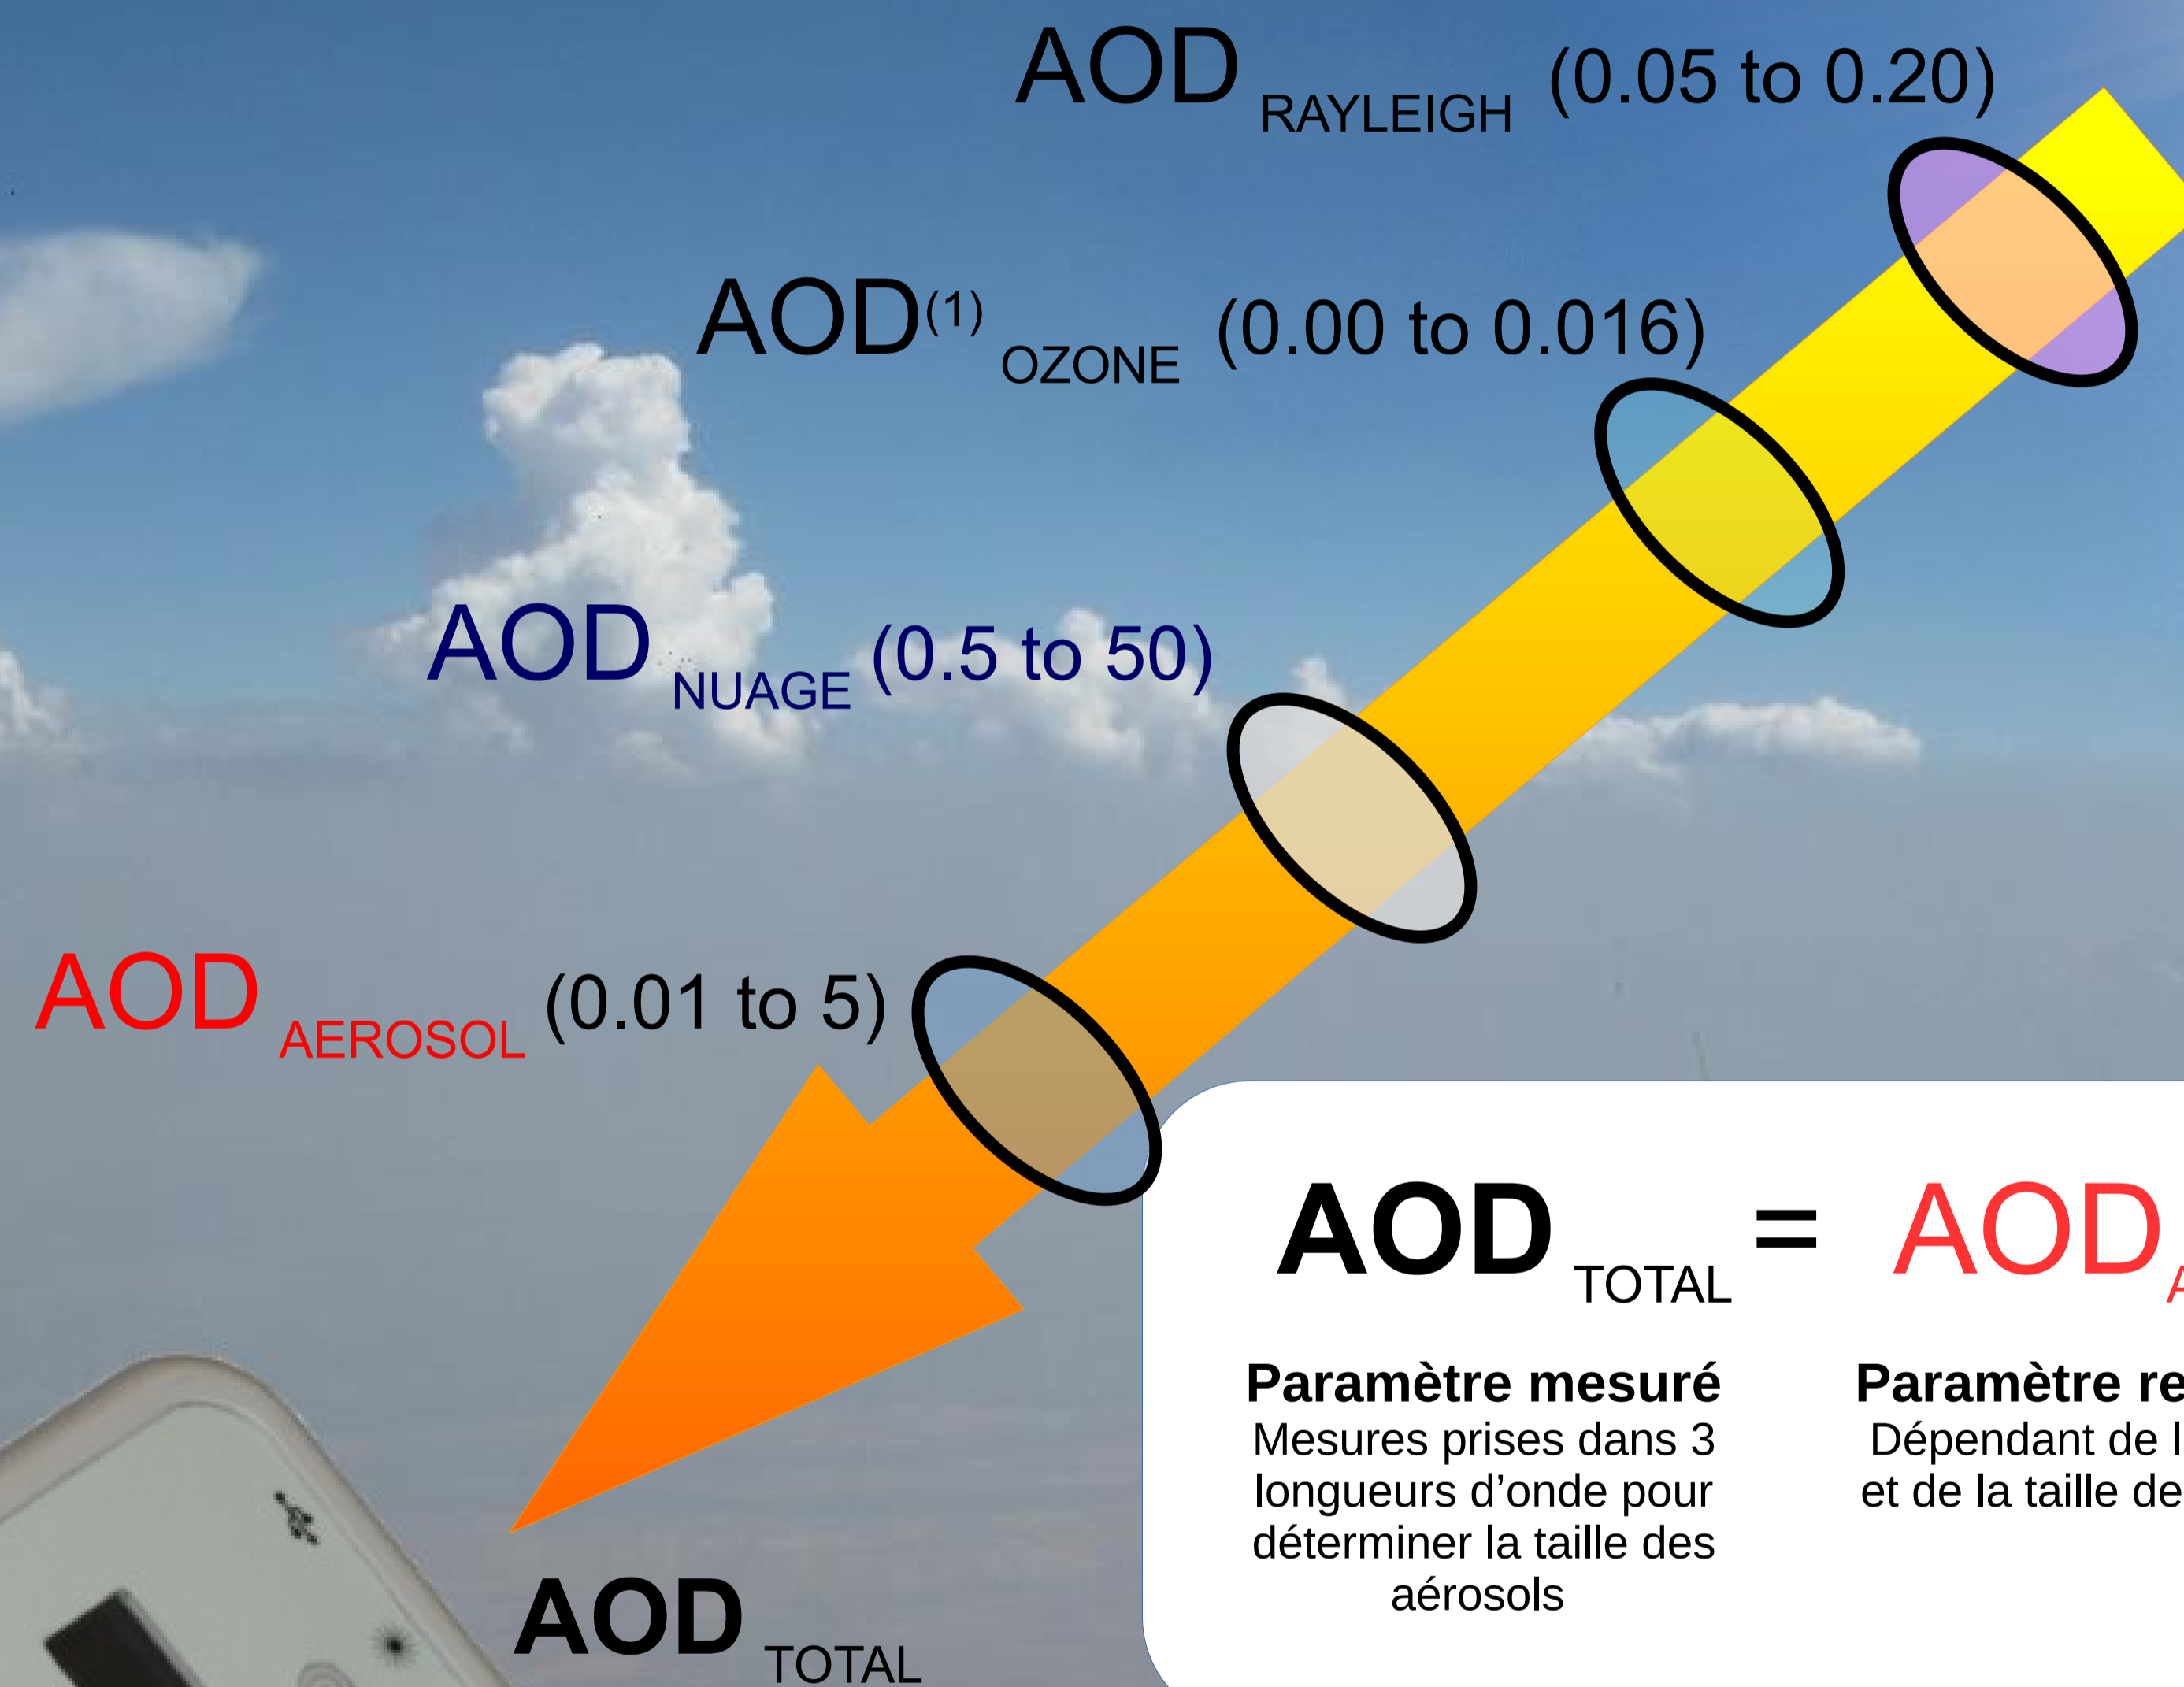 AOD RAYLEIGH (0.05 to 0.20)
AOD(1) OZONE (0.00 to 0.016)
AOD NUAGE (0.5 to 50)
AOD AEROSOL (0.01 to 5)
AOD TOTAL = AOD
Paramètre mesuré
Mesures prises dans 3
longueurs d’onde pour
déterminer la taille des
aérosols
Paramètre re
Dépendant de l
et de la taille de
AOD TOTAL